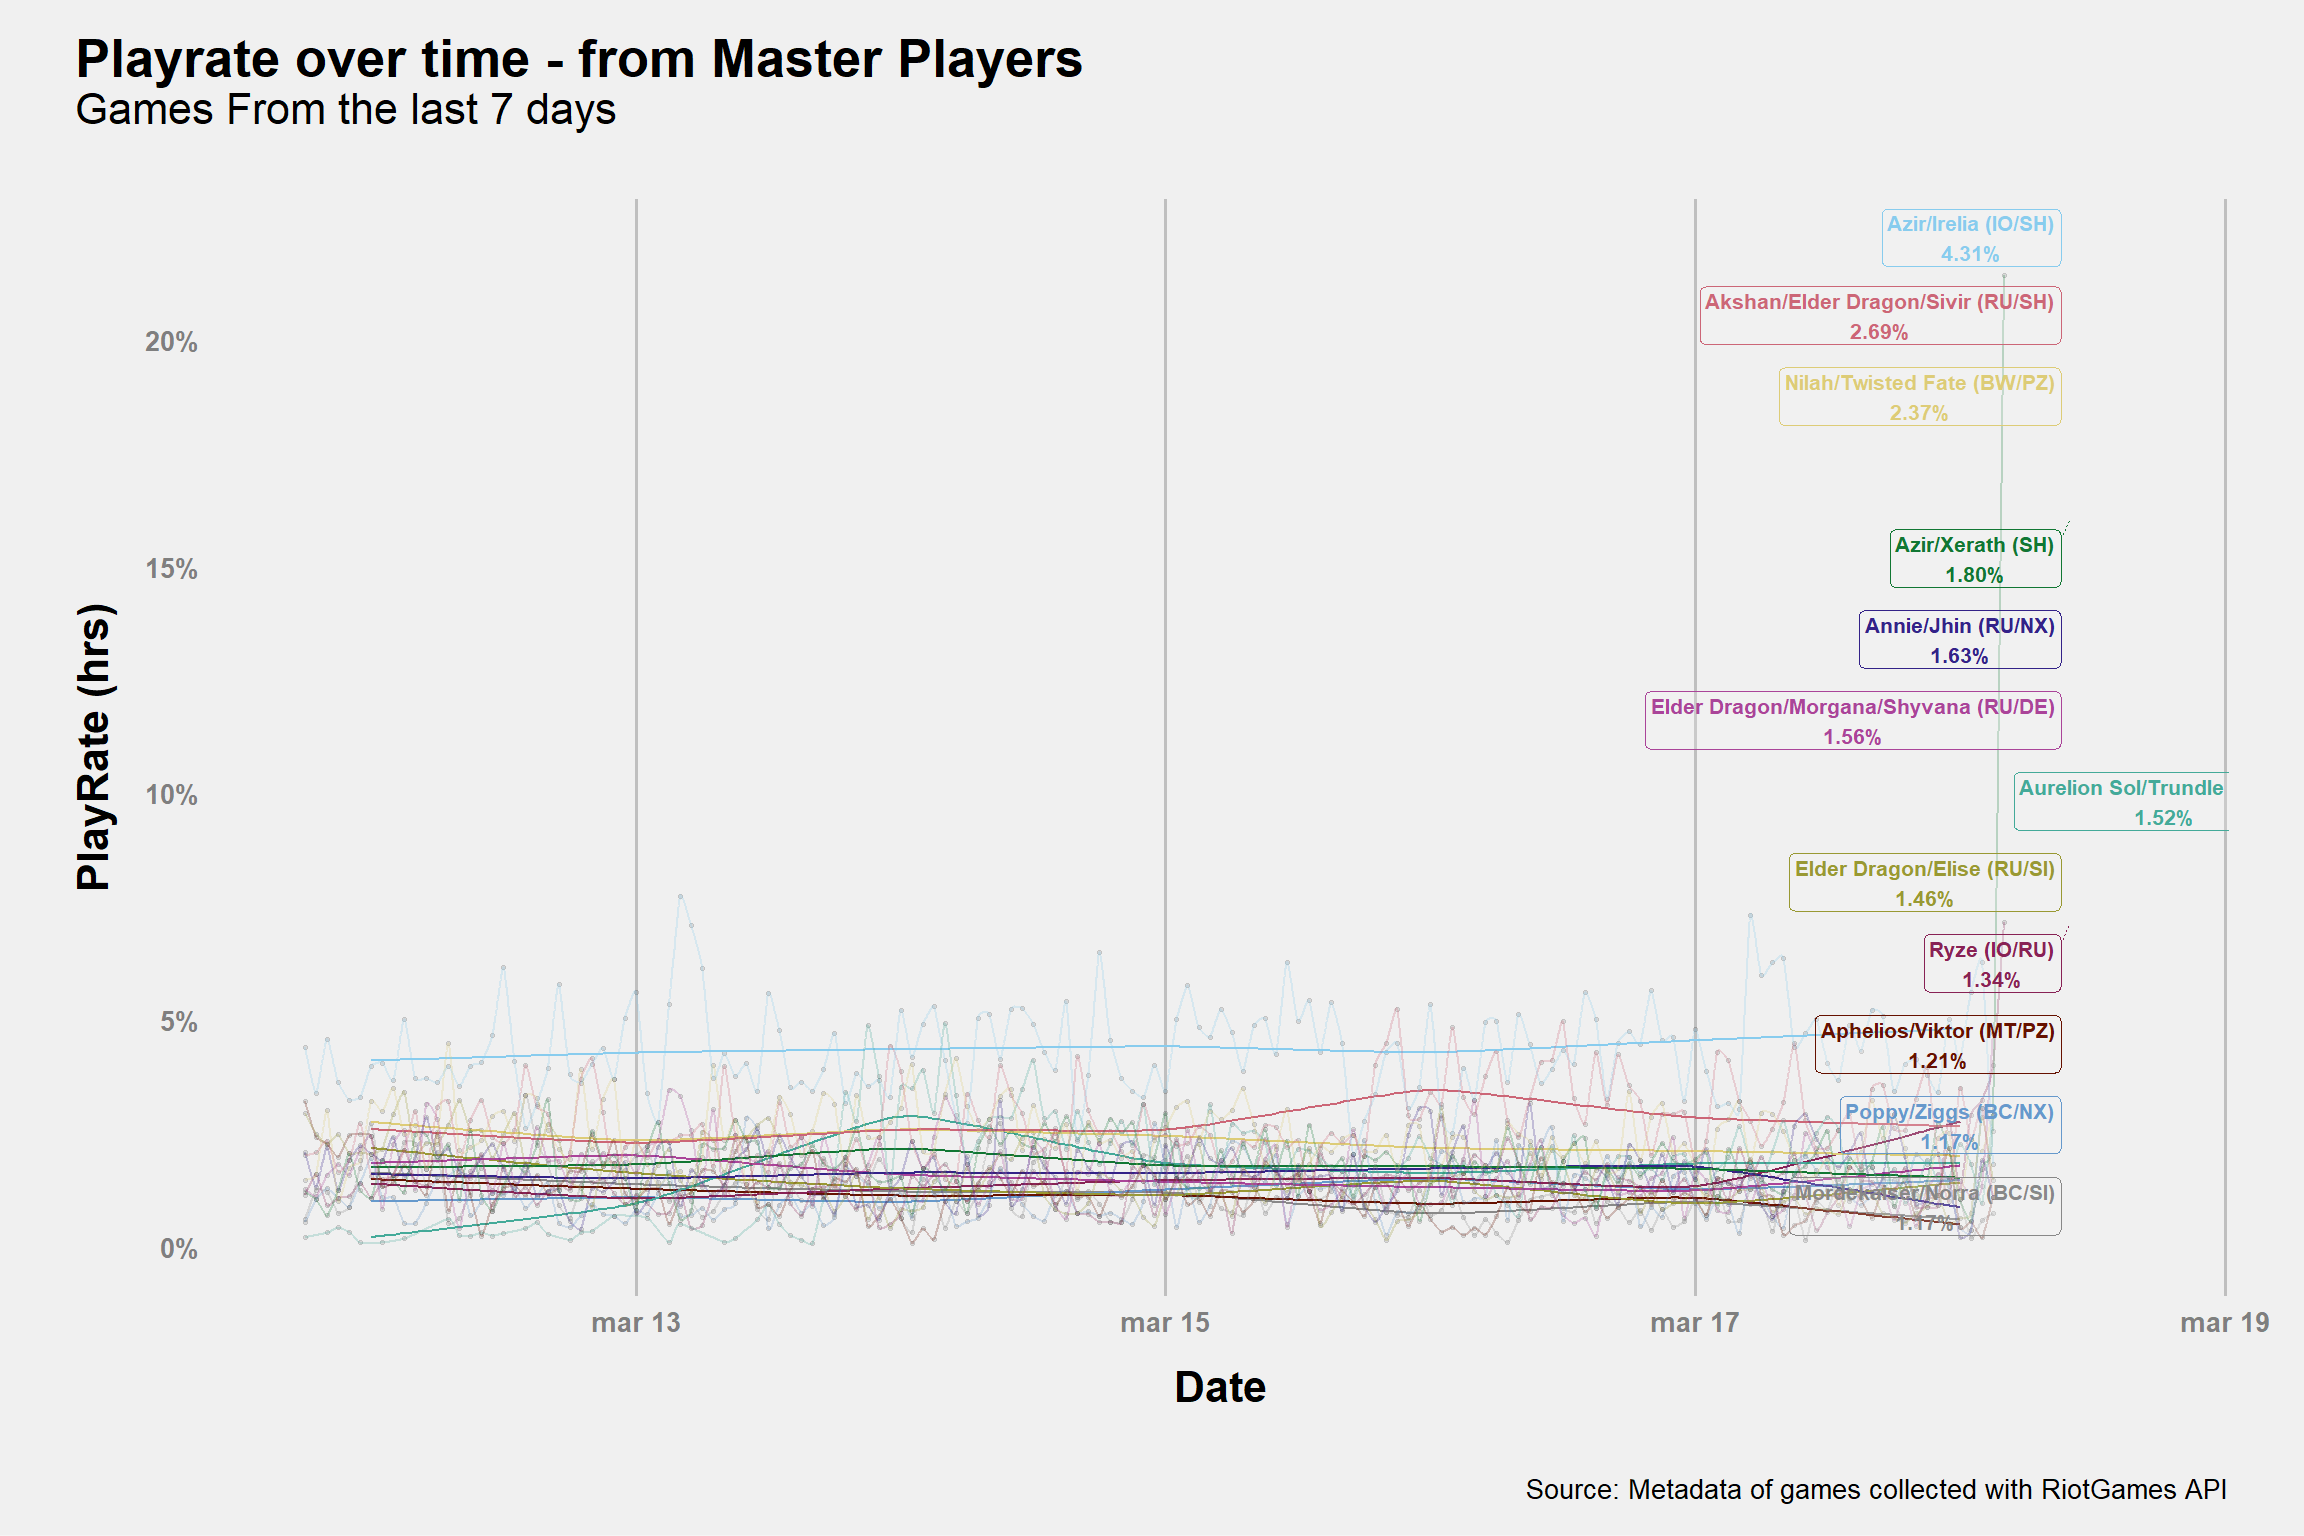 Playrate over time - from Master Players
Games From the last 7 days
PlayRate (hrs)
20%
15%
10%
5%
0%
Azir/Irelia (IO/SH)
4.31%
Akshan/Elder Dragon/Sivir (RU/SH)
2.69%
Nilah/Twisted Fate (BW/PZ)
2.37%
Azir/Xerath (SH)
1.80%
Annie/Jhin (RU/NX)
1.63%
Elder Dragon/Morgana/Shyvana (RU/DE)
1.56%
Aurelion Sol/Trundle
1.52%
Elder Dragon/Elise (RU/SI)
1.46%
Ryze (IO/RU)
1.34%
Aphelios/Viktor (MT/PZ)
1.21%
Poppy/Ziggs (BC/NX)
1.17%
Mordekaiser/Norra (BC/SI)
1.17%
mar 13
mar 15
mar 17
mar 19
Date
Source: Metadata of games collected with RiotGames API